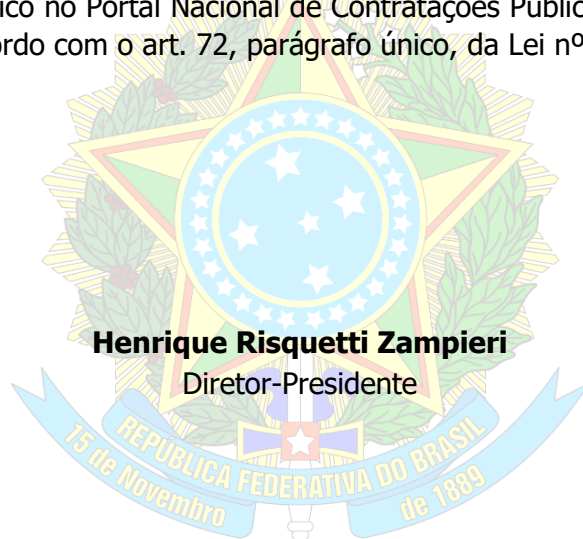 ico no Portal Nacional de Contratações Públic
rdo com o art. 72, parágrafo único, da Lei nº
Henrique Risquetti Zampieri
Diretor-Presidente
REPÚBLICA FEDERATIVA DO BRASIL
15 de Novembro
de 1889